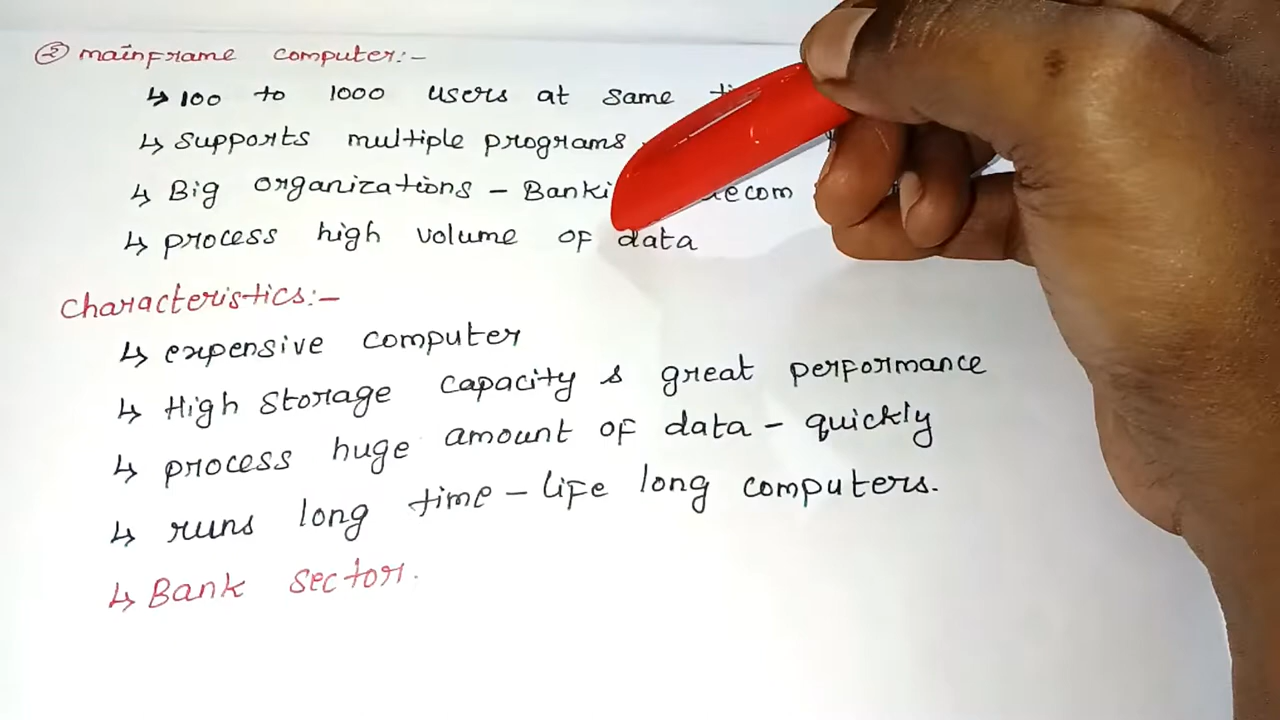 ② mainframe computer:-
↳ 100 to 1000 users at same
↳ supports multiple programs
↳ Big organizations -
↳ process high volume of data
characteristics:-
↳ expensive computer
↳ High storage capacity & great performance
↳ process huge amount of data - quickly
↳ runs long time - life long computers.
↳ Bank sector.